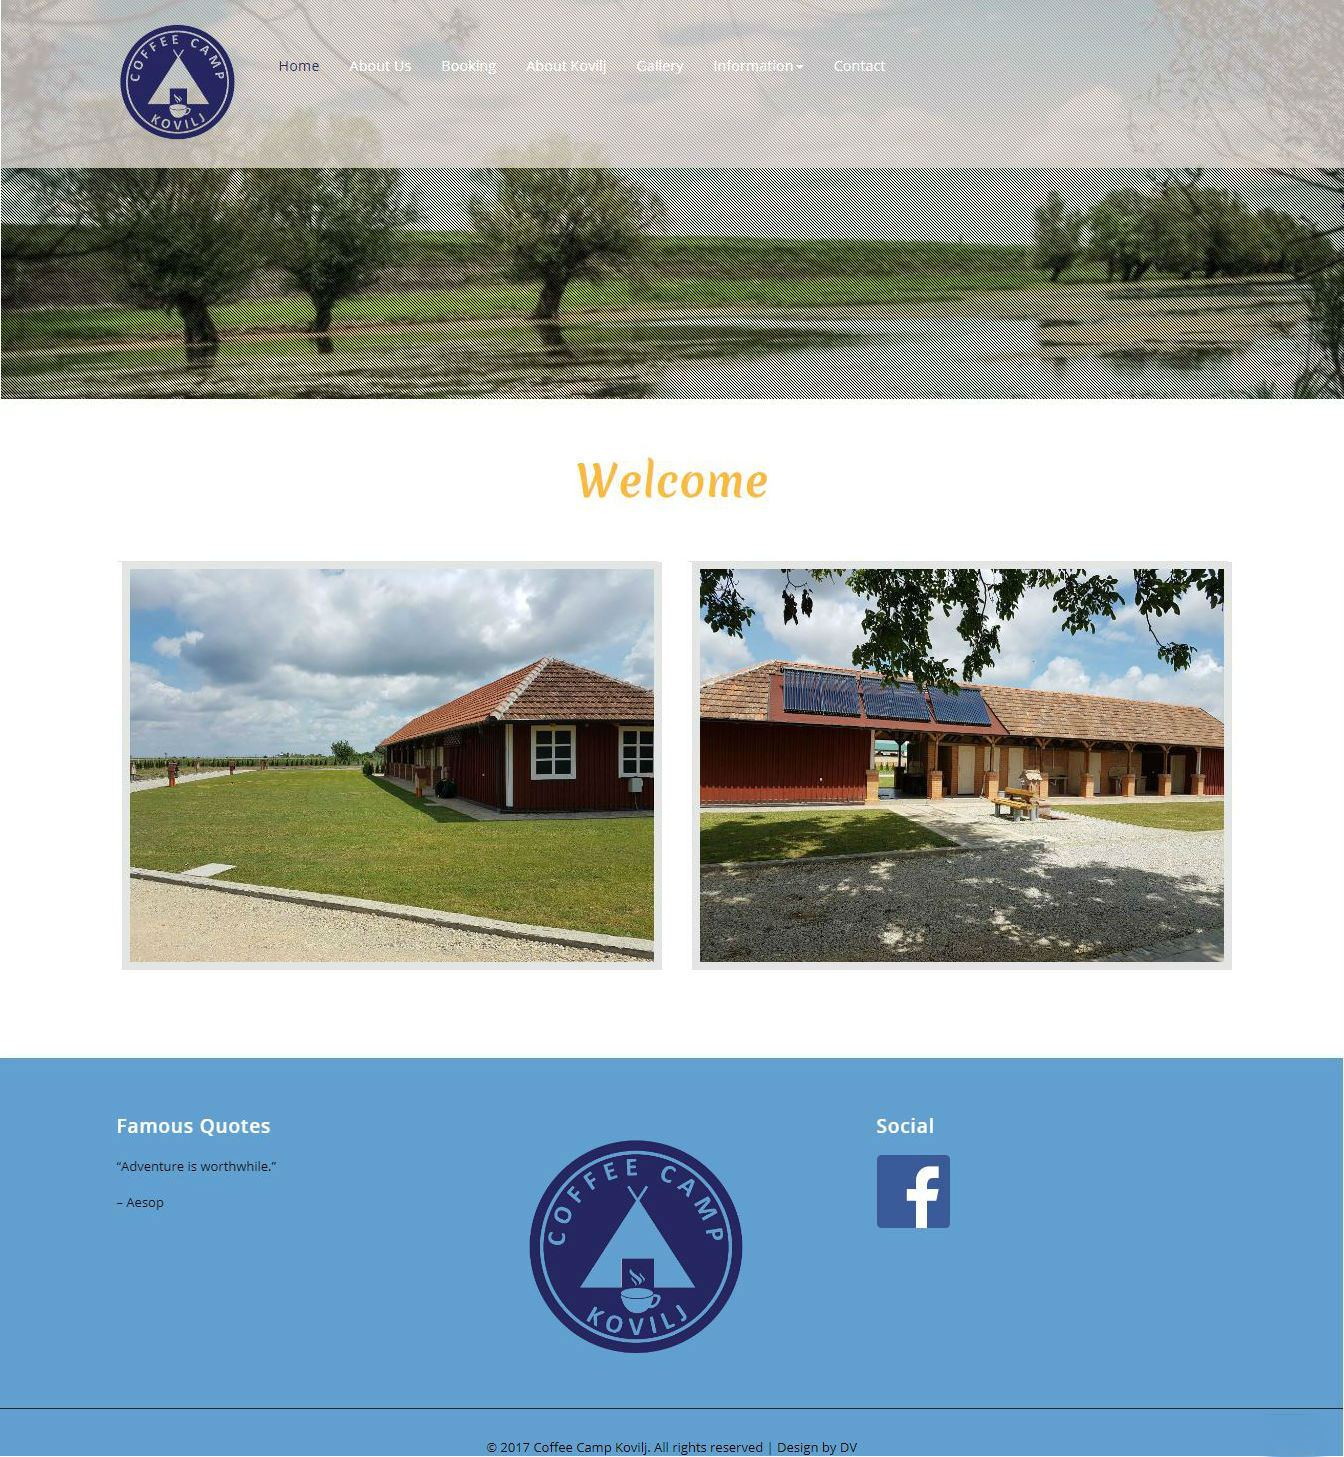 COFFEE CAMP
KOVILJ
Home About Us Booking About Kovilj Gallery Information Contact
Welcome
Famous Quotes
“Adventure is worthwhile.”
– Aesop
COFFEE CAMP
KOVILJ
Social
f
© 2017 Coffee Camp Kovilj. All rights reserved | Design by DV